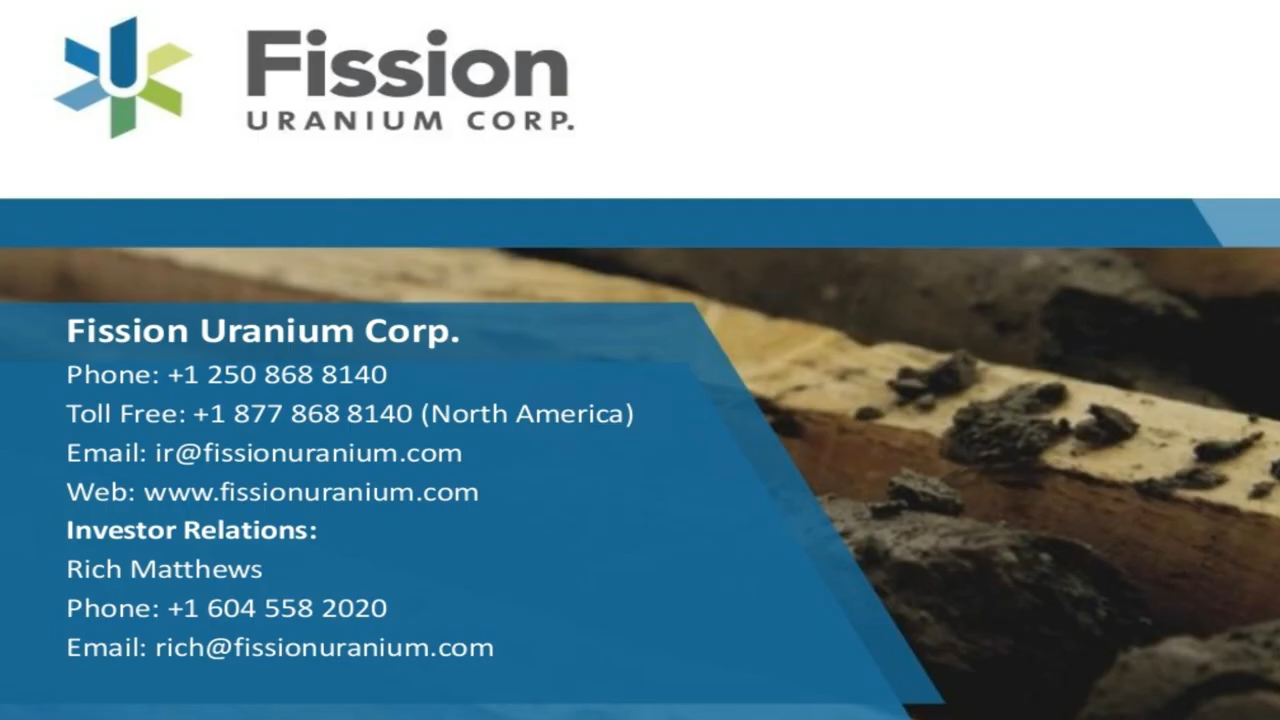 Fission
URANIUM CORP.
Fission Uranium Corp.
Phone: +1 250 868 8140
Toll Free: +1 877 868 8140 (North America)
Email: ir@fissionuranium.com
Web: www.fissionuranium.com
Investor Relations:
Rich Matthews
Phone: +1 604 558 2020
Email: rich@fissionuranium.com